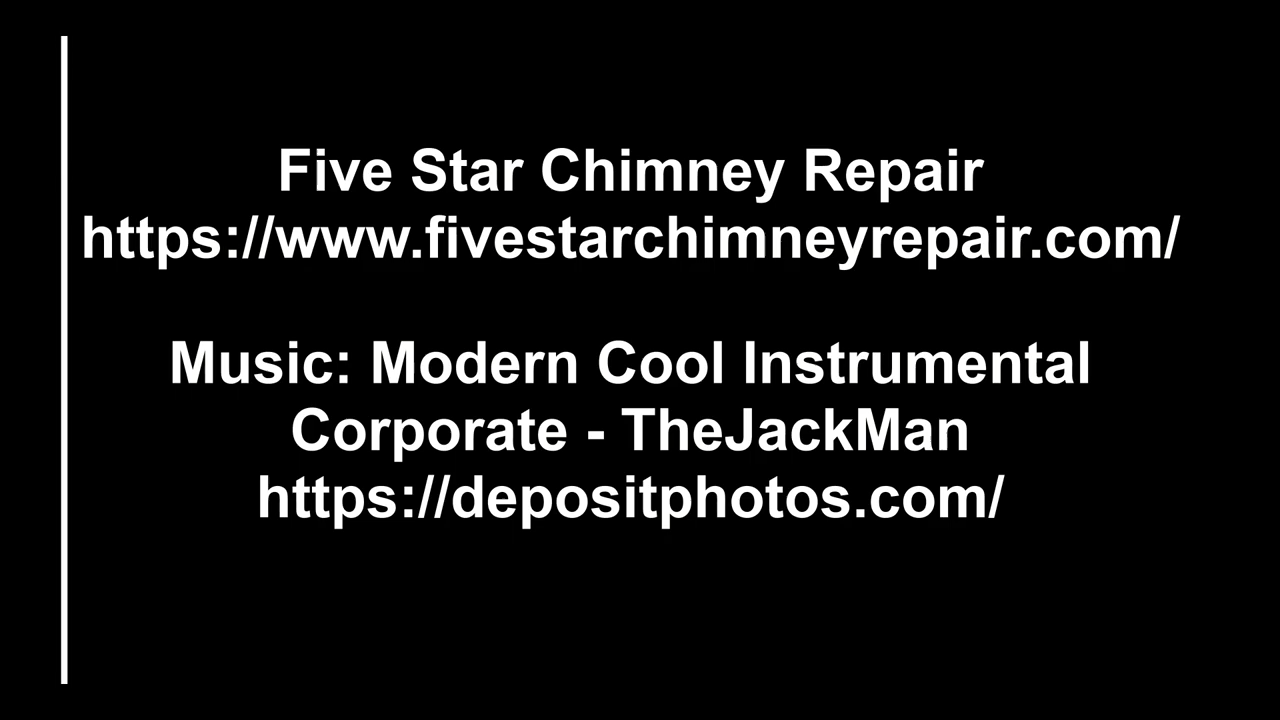 Five Star Chimney Repair
https://www.fivestarchimneyrepair.com/
Music: Modern Cool Instrumental
Corporate - TheJackMan
https://depositphotos.com/